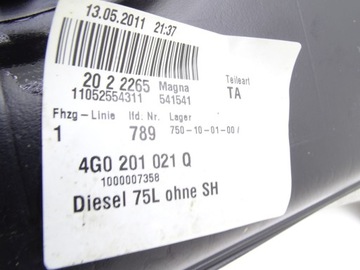 13.05.2011 21:37
20 2 2265 Magna Teileart
11052554311 541541 TA
Fhzg-Linie lfd. Nr. Lager
1 789 750-10-01-00/
4G0 201 021 Q
1000007358
Diesel 75L ohne SH